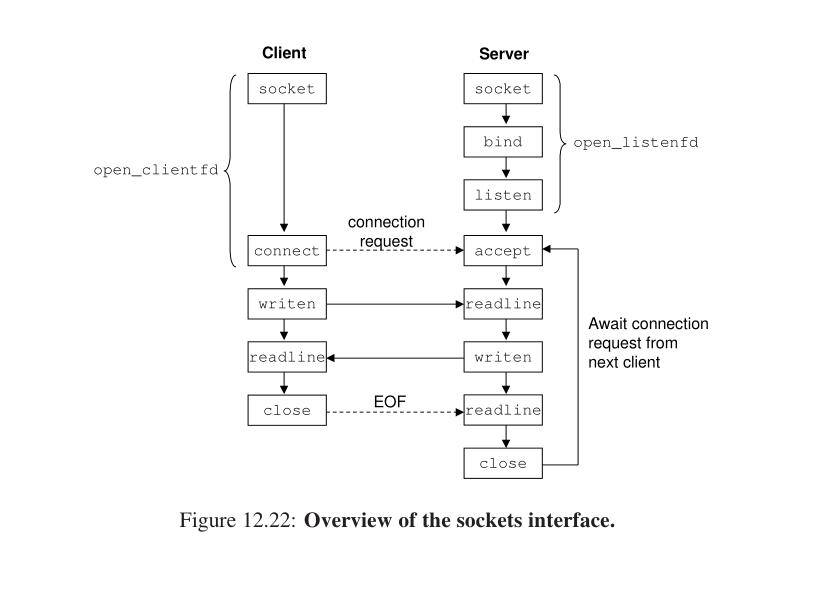 Client
Server
socket
socket
bind
open_listenfd
open_clientfd
listen
connection
request
connect
accept
writen
readline
Await connection
request from
next client
readline
writen
close
EOF
readline
close
Figure 12.22: Overview of the sockets interface.